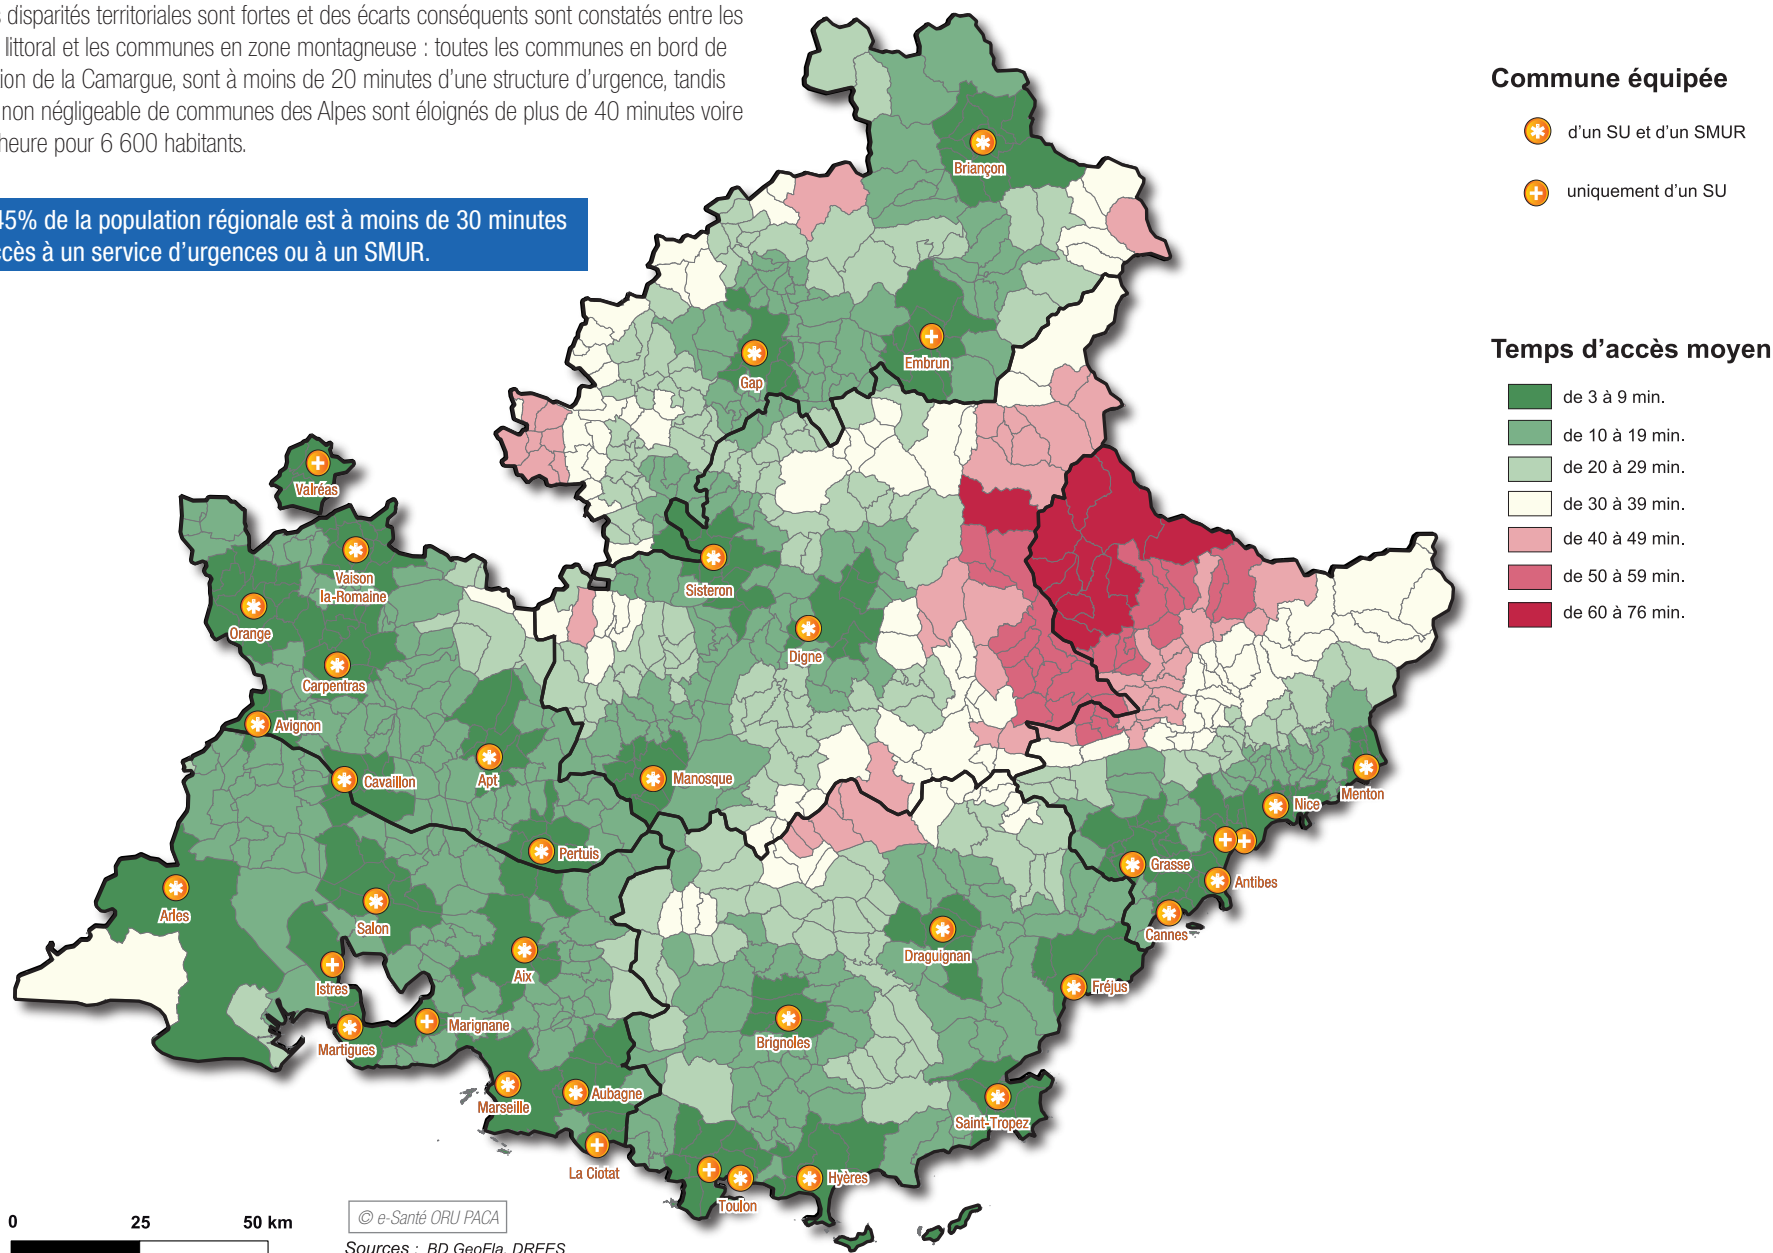 s disparités territoriales sont fortes et des écarts conséquents sont constatés entre les
littoral et les communes en zone montagneuse : toutes les communes en bord de
ion de la Camargue, sont à moins de 20 minutes d’une structure d’urgence, tandis
non négligeable de communes des Alpes sont éloignés de plus de 40 minutes voire
heure pour 6 600 habitants.
45% de la population régionale est à moins de 30 minutes
ccès à un service d’urgences ou à un SMUR.
Commune équipée
d’un SU et d’un SMUR
uniquement d’un SU
Temps d’accès moyen
de 3 à 9 min.
de 10 à 19 min.
de 20 à 29 min.
de 30 à 39 min.
de 40 à 49 min.
de 50 à 59 min.
de 60 à 76 min.
Briançon
Embrun
Gap
Valréas
Vaison
la-Romaine
Sisteron
Orange
Digne
Carpentras
Avignon
Cavaillon
Apt
Manosque
Menton
Nice
Pertuis
Grasse
Antibes
Arles
Salon
Cannes
Draguignan
Aix
Istres
Fréjus
Marignane
Martigues
Brignoles
Marseille
Aubagne
Saint-Tropez
La Ciotat
Toulon
Hyères
0 25 50 km
© e-Santé ORU PACA
Sources : BD GeoFla, DREES